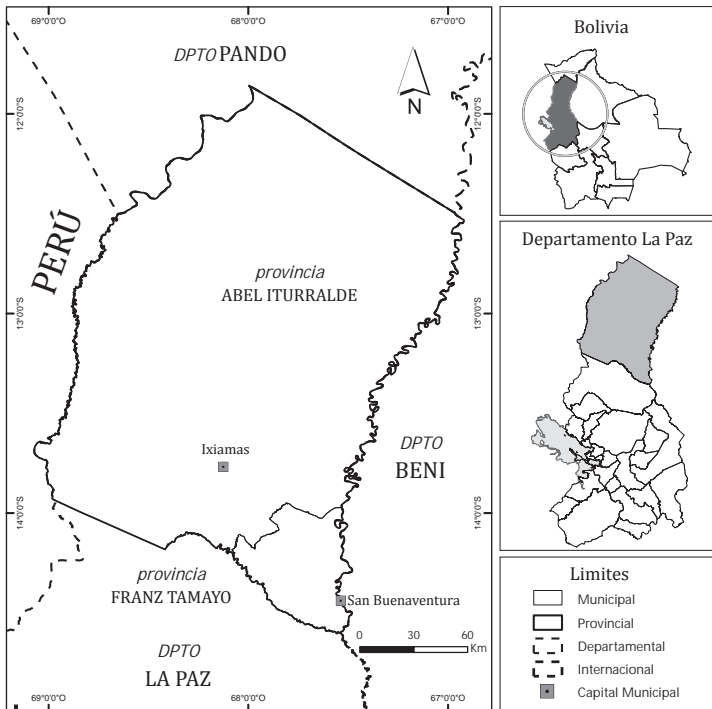 69°0'0"S
68°0'0"S
67°0'0"S
DPTO PANDO
N
12°0'0"S
12°0'0"S
PERÚ
provincia
ABEL ITURRALDE
13°0'0"S
13°0'0"S
Ixiamas
DPTO
BENI
14°0'0"S
14°0'0"S
provincia
FRANZ TAMAYO
San Buenaventura
0 30 60
Km
DPTO
LA PAZ
69°0'0"O
68°0'0"O
67°0'0"O
Bolivia
Departamento La Paz
Limites
Municipal
Provincial
Departamental
Internacional
Capital Municipal